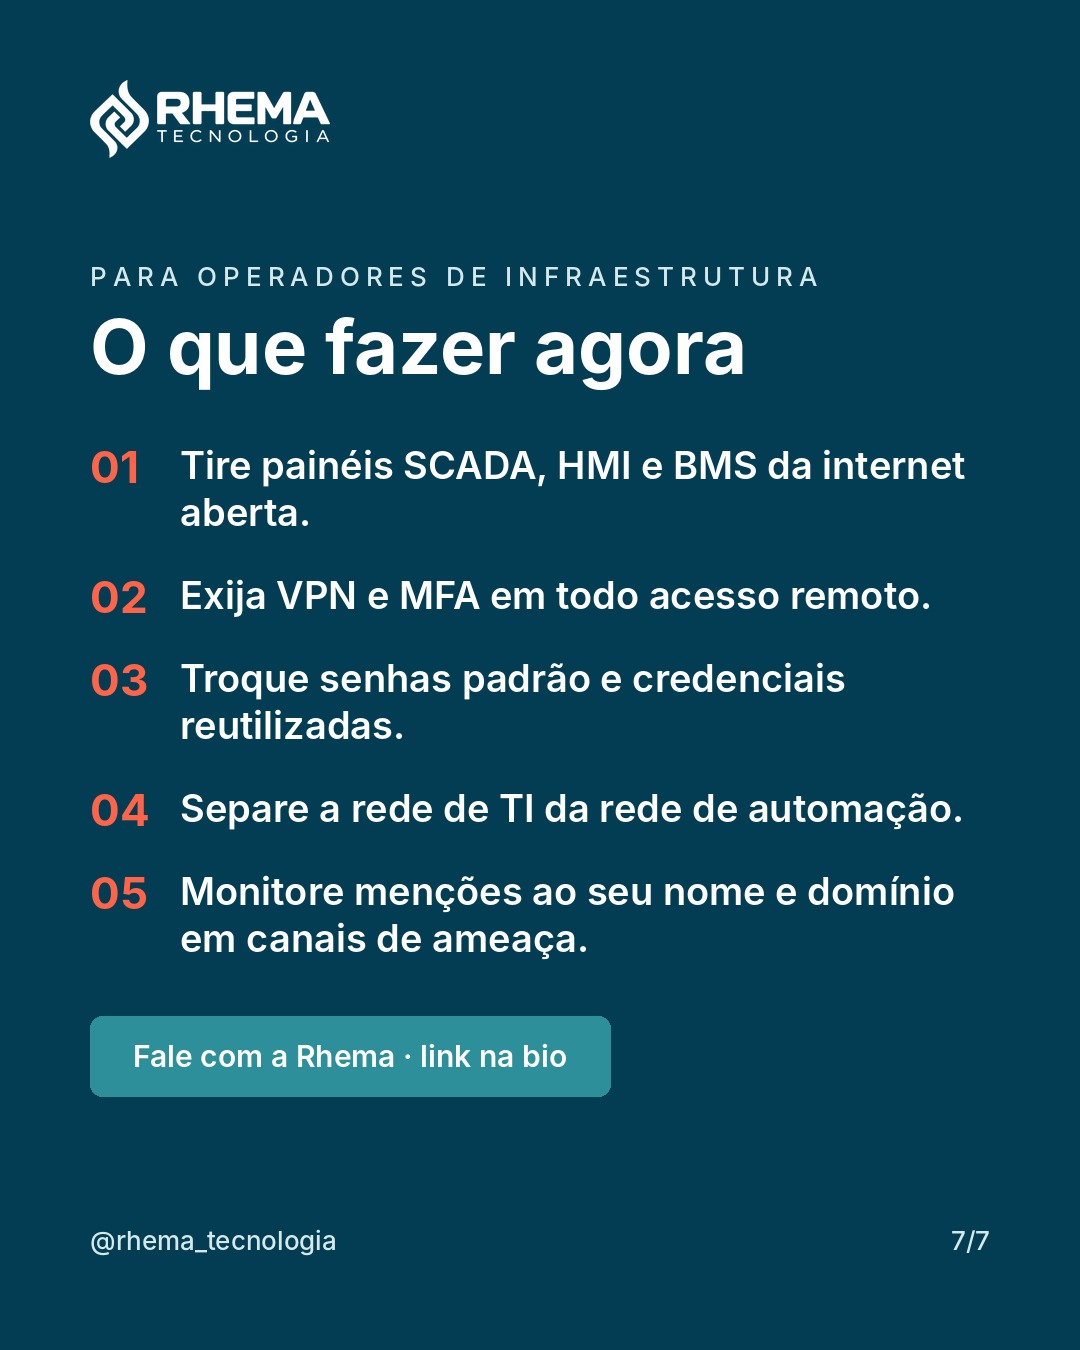 RHEMA
TECNOLOGIA
PARA OPERADORES DE INFRAESTRUTURA
O que fazer agora
01 Tire painéis SCADA, HMI e BMS da internet
aberta.
02 Exija VPN e MFA em todo acesso remoto.
03 Troque senhas padrão e credenciais
reutilizadas.
04 Separe a rede de TI da rede de automação.
05 Monitore menções ao seu nome e domínio
em canais de ameaça.
Fale com a Rhema · link na bio
@rhema_tecnologia 7/7